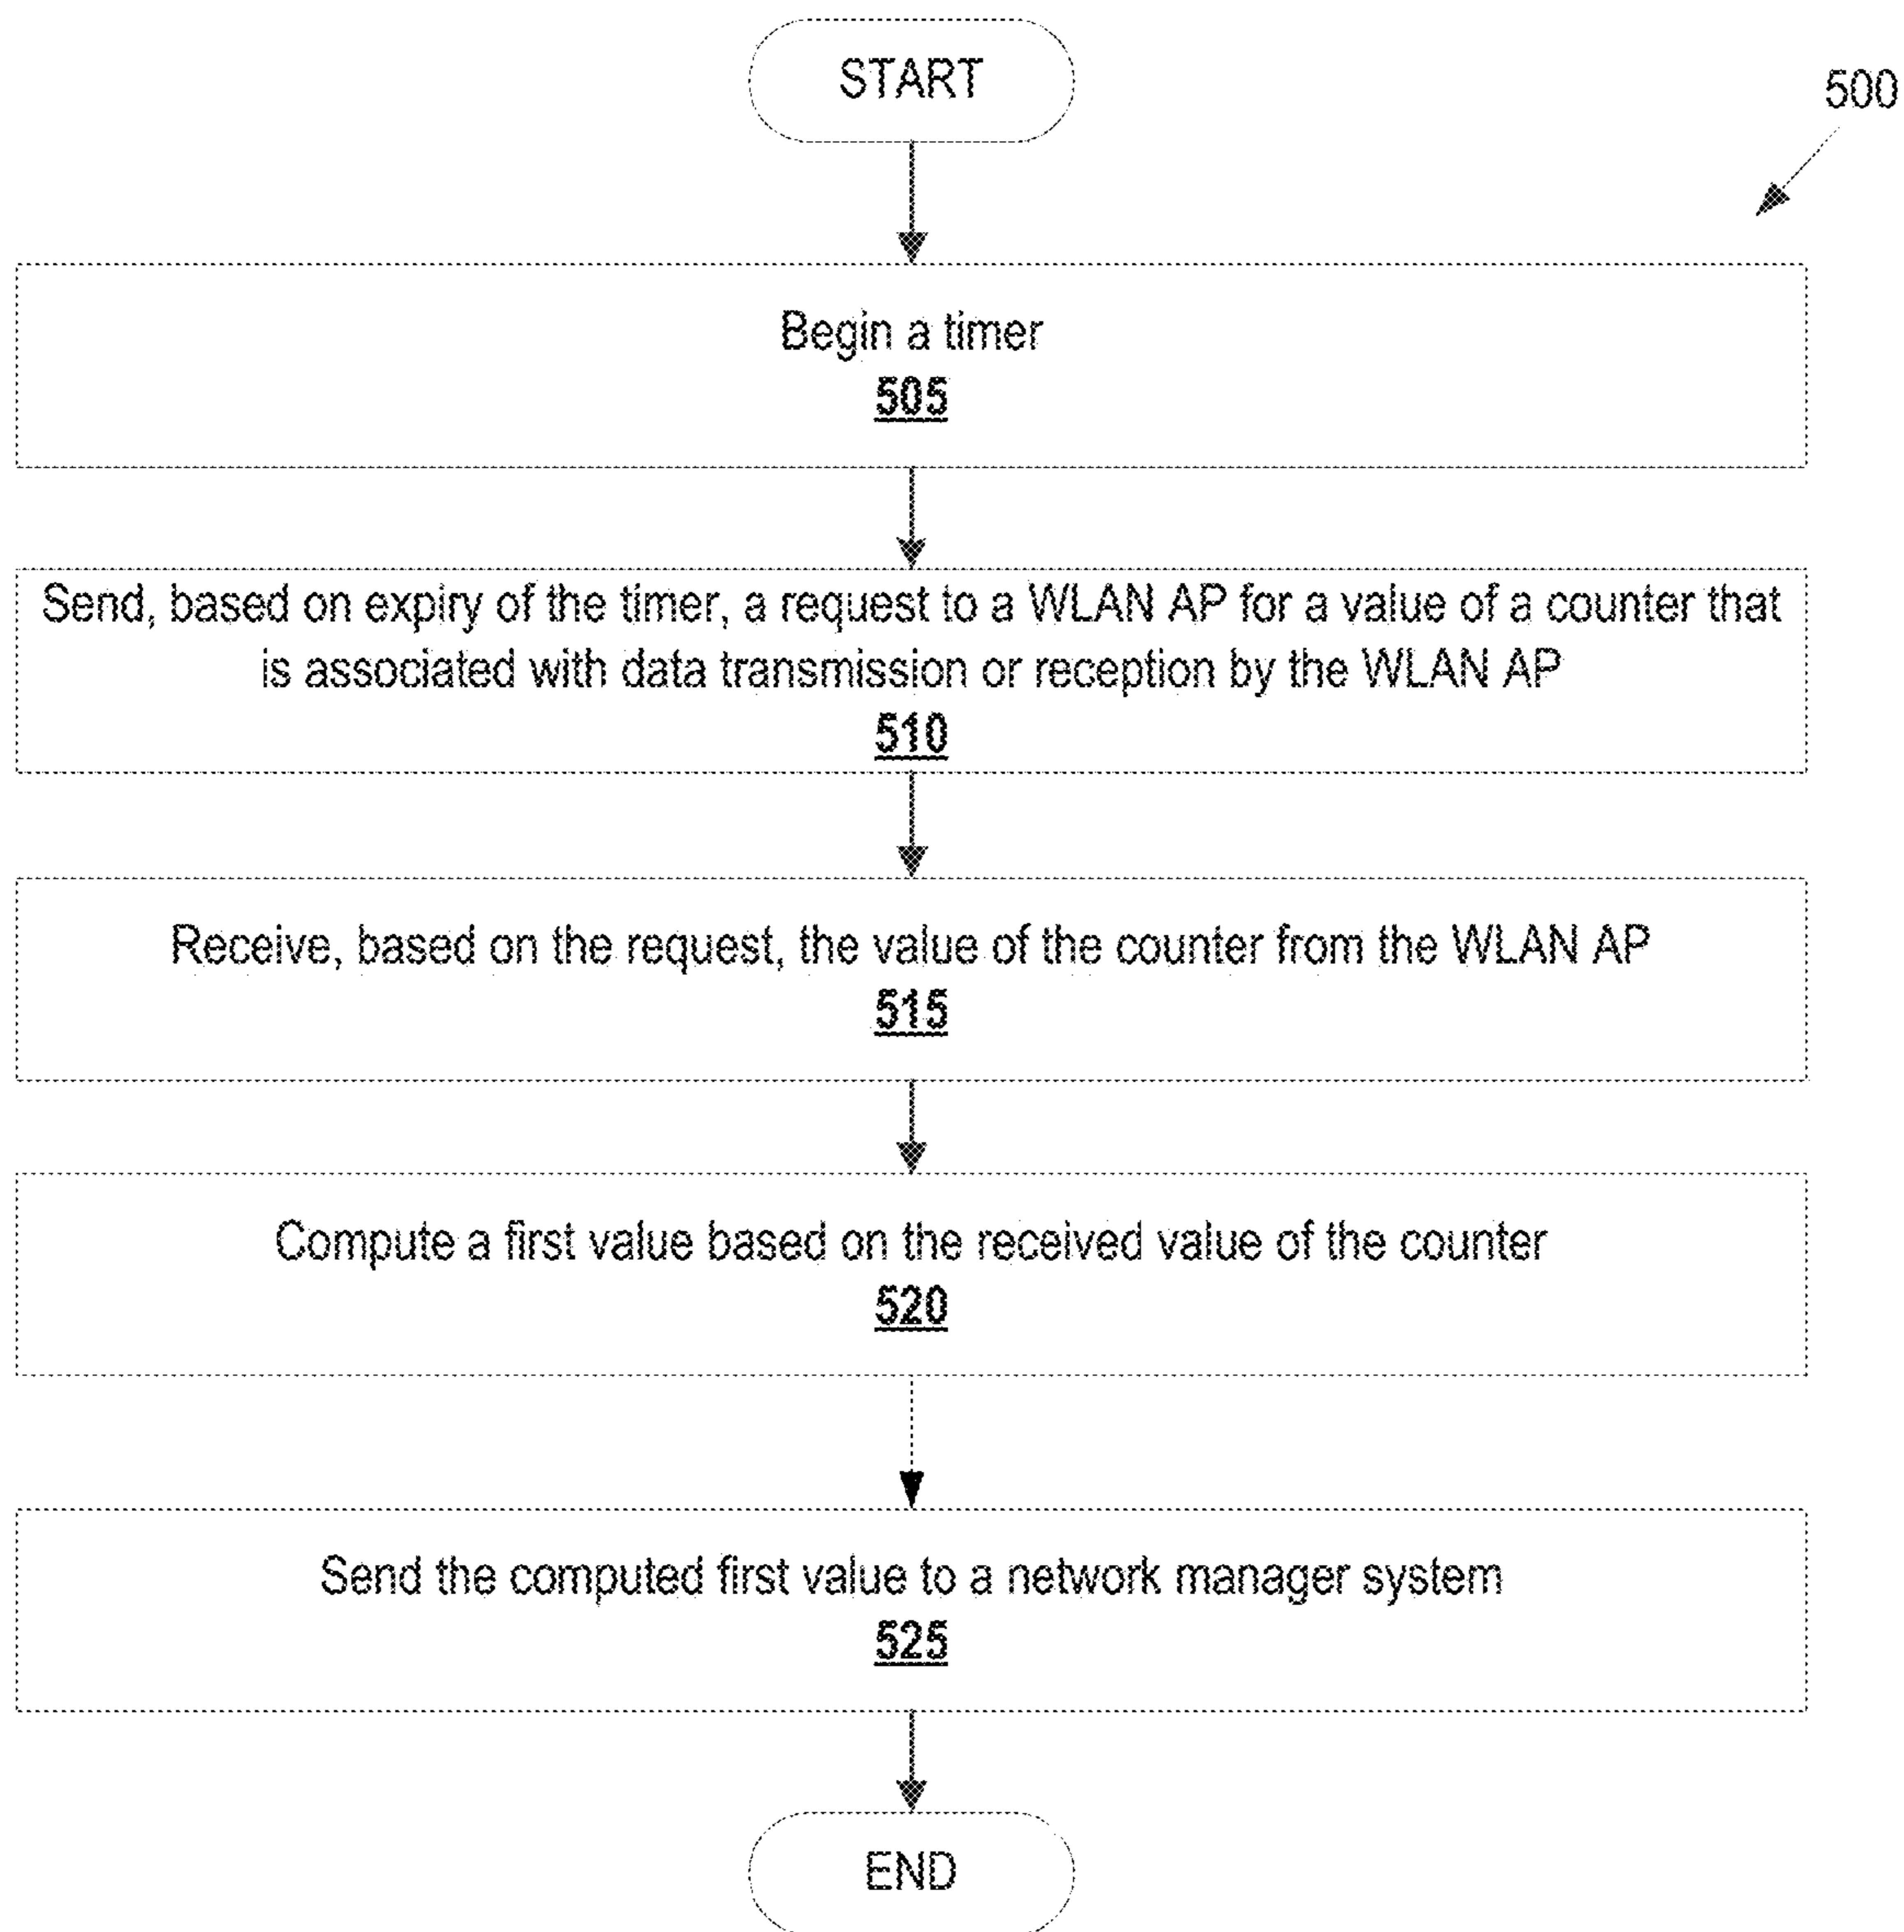 START
500
Begin a timer
505
Send, based on expiry of the timer, a request to a WLAN AP for a value of a counter that
is associated with data transmission or reception by the WLAN AP
510
Receive, based on the request, the value of the counter from the WLAN AP
515
Compute a first value based on the received value of the counter
520
Send the computed first value to a network manager system
525
END